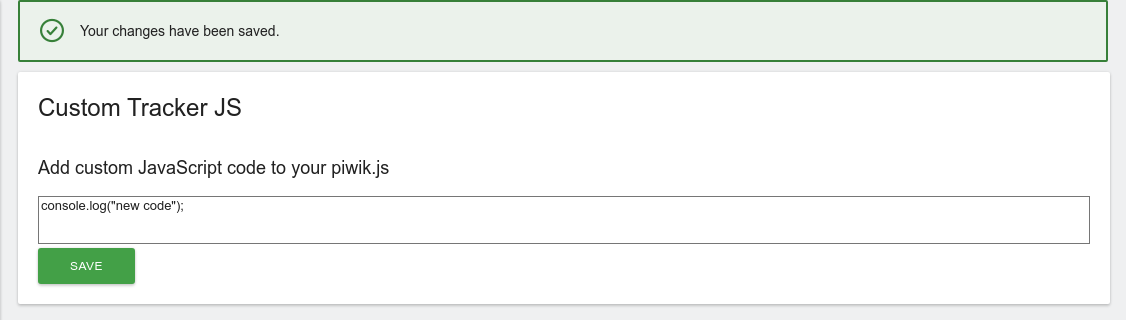 Your changes have been saved.
Custom Tracker JS
Add custom JavaScript code to your piwik.js
console.log("new code");
SAVE